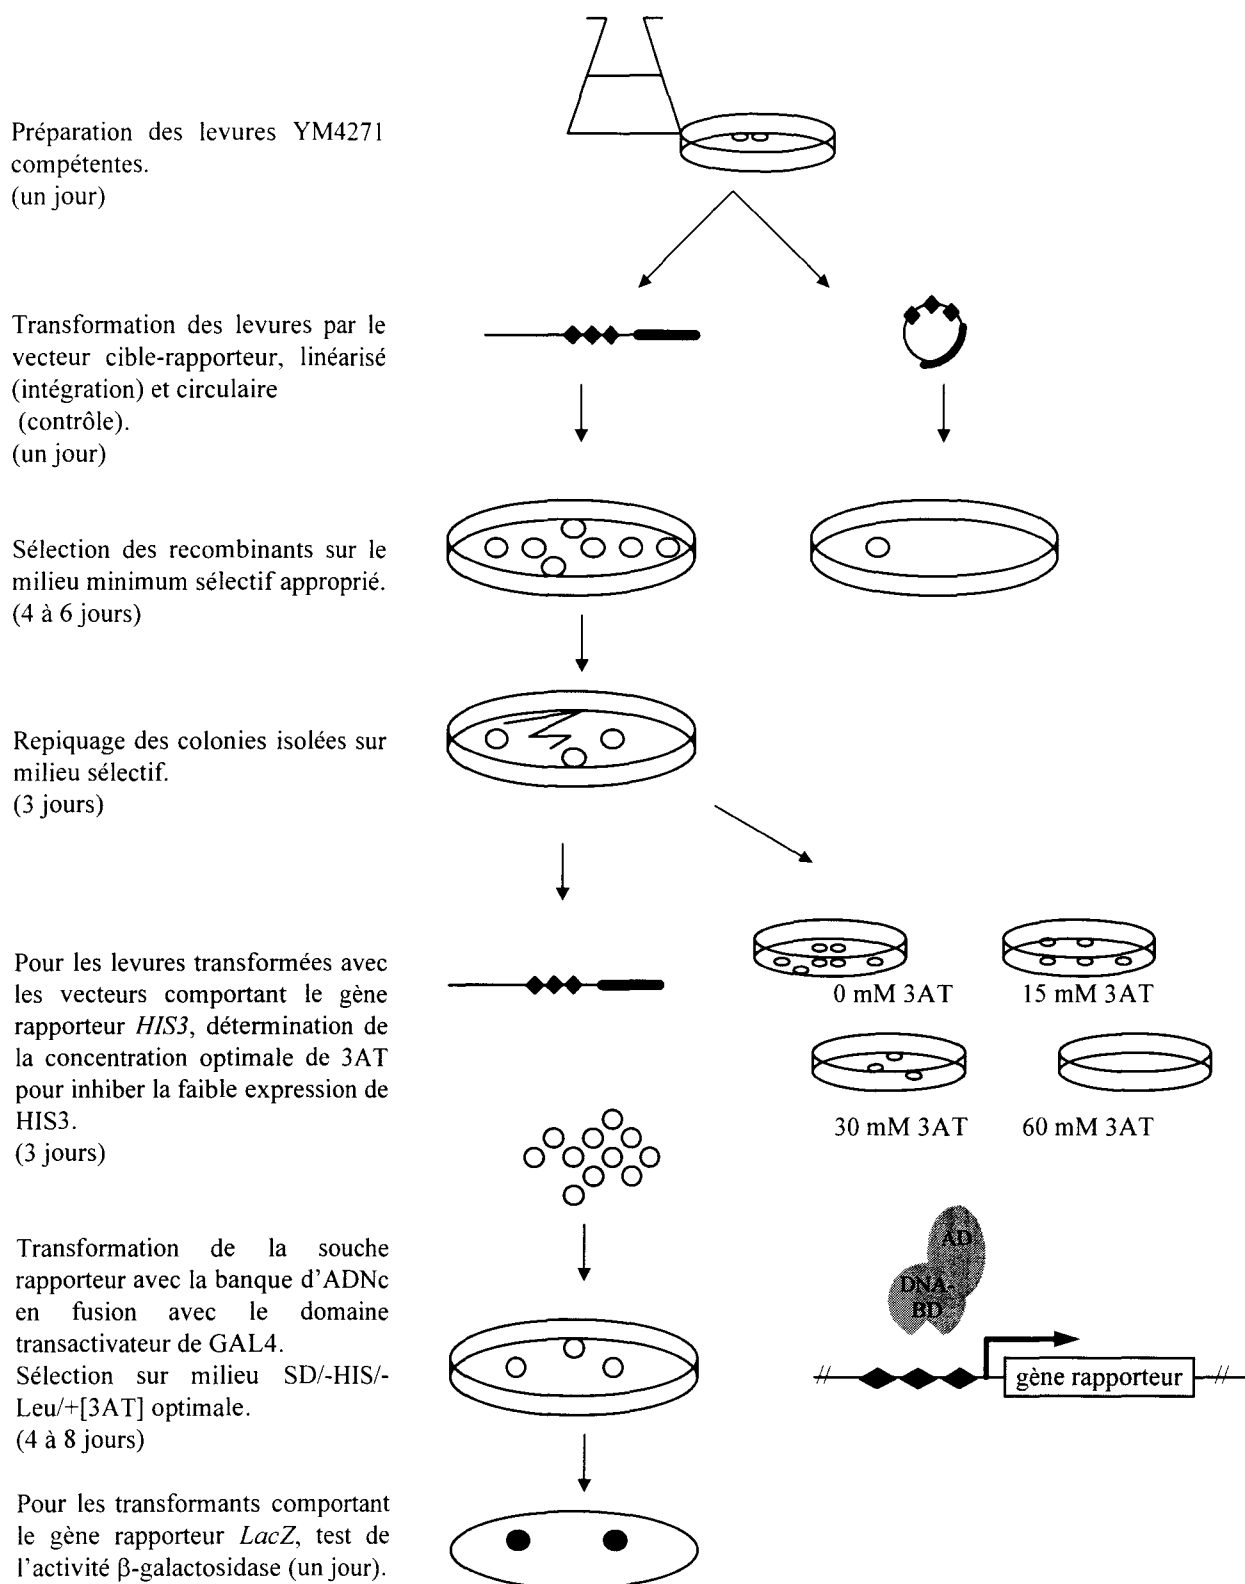 Préparation des levures YM4271
compétentes.
(un jour)
Transformation des levures par le
vecteur cible-rapporteur, linéarisé
(intégration) et circulaire
(contrôle).
(un jour)
Sélection des recombinants sur le
milieu minimum sélectif approprié.
(4 à 6 jours)
Repiquage des colonies isolées sur
milieu sélectif.
(3 jours)
Pour les levures transformées avec
les vecteurs comportant le gène
rapporteur HIS3, détermination de
la concentration optimale de 3AT
pour inhiber la faible expression de
HIS3.
(3 jours)
0 mM 3AT
15 mM 3AT
30 mM 3AT
60 mM 3AT
Transformation de la souche
rapporteur avec la banque d'ADNc
en fusion avec le domaine
transactivateur de GAL4.
Sélection sur milieu SD/-HIS/-
Leu/+[3AT] optimale.
(4 à 8 jours)
AD
DNA-
BD
gène rapporteur
Pour les transformants comportant
le gène rapporteur LacZ, test de
l'activité β-galactosidase (un jour).